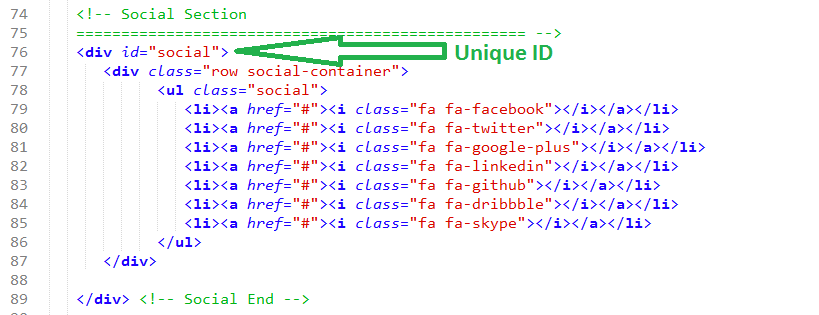 74 <!-- Social Section
75 ================================================== -->
76 <div id="social"> Unique ID
77 <div class="row social-container">
78 <ul class="social">
79 <li><a href="#"><i class="fa fa-facebook"></i></a></li>
80 <li><a href="#"><i class="fa fa-twitter"></i></a></li>
81 <li><a href="#"><i class="fa fa-google-plus"></i></a></li>
82 <li><a href="#"><i class="fa fa-linkedin"></i></a></li>
83 <li><a href="#"><i class="fa fa-github"></i></a></li>
84 <li><a href="#"><i class="fa fa-dribbble"></i></a></li>
85 <li><a href="#"><i class="fa fa-skype"></i></a></li>
86 </ul>
87 </div>
88
89 </div> <!-- Social End -->